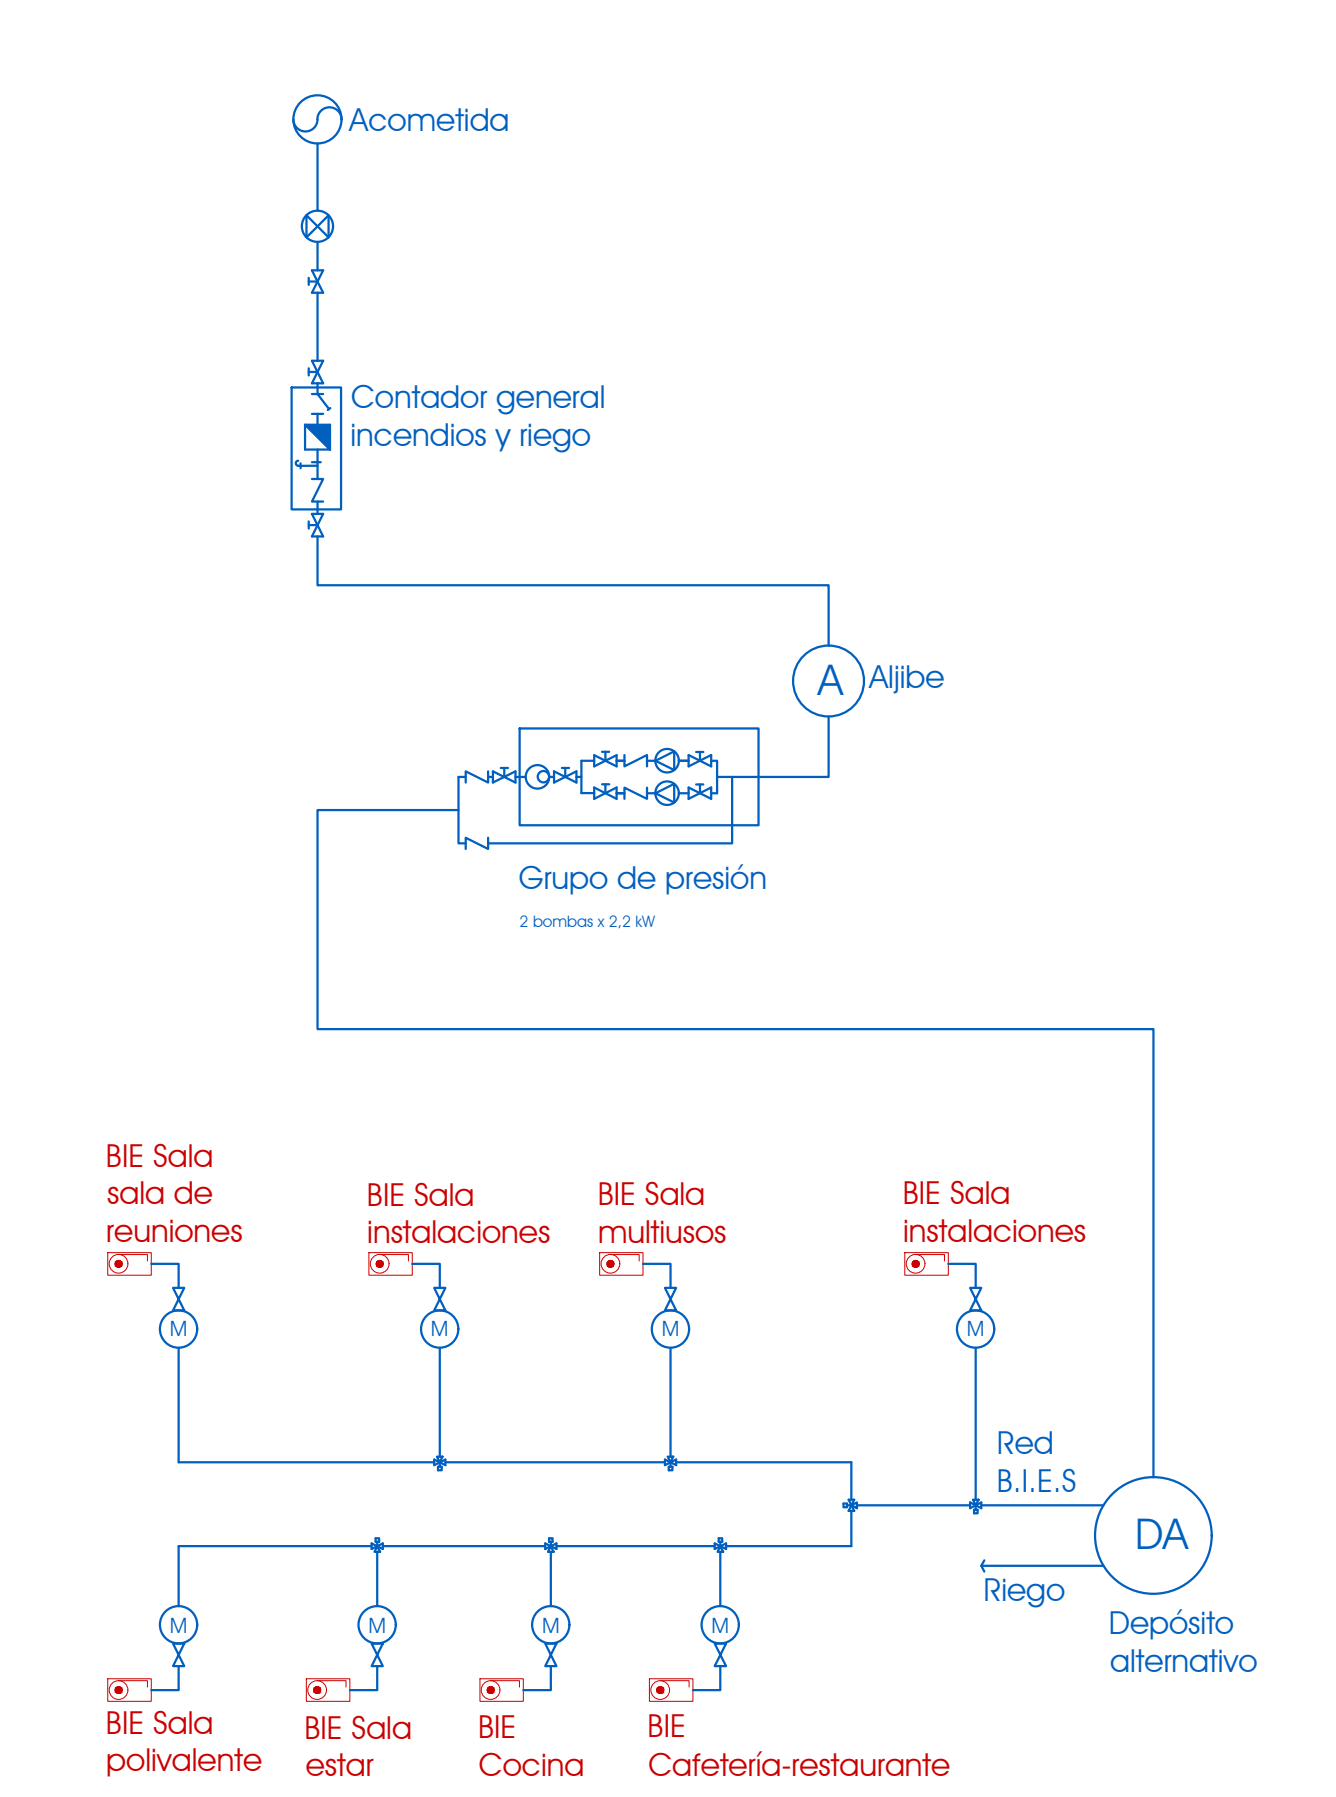 Acometida
Contador general
incendios y riego
A
Aljibe
Grupo de presión
2 bombas x 2,2 kW
BIE Sala
sala de
reuniones
BIE Sala
instalaciones
BIE Sala
multiusos
BIE Sala
instalaciones
M
M
M
M
Red
B.I.E.S
DA
Riego
Depósito
alternativo
M
M
M
M
BIE Sala
polivalente
BIE Sala
estar
BIE
Cocina
BIE
Cafetería-restaurante